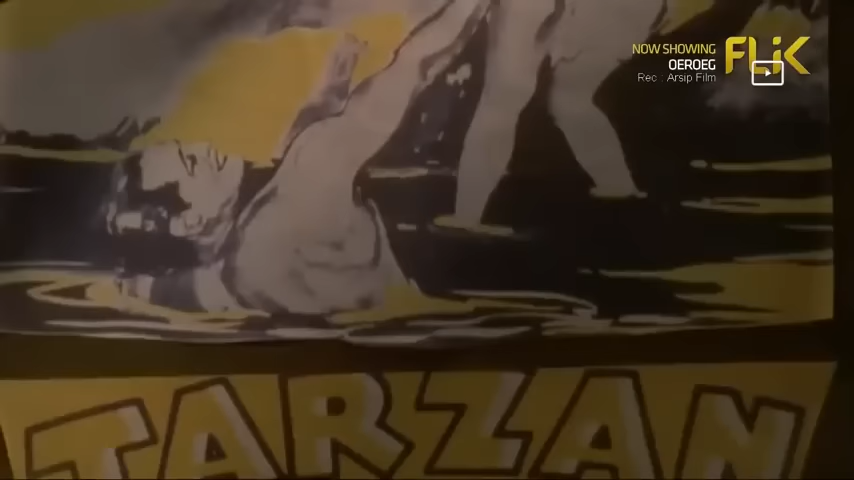 NOW SHOWING
OEROEG
Rec : Arsip Film
FLiK
TARZAN